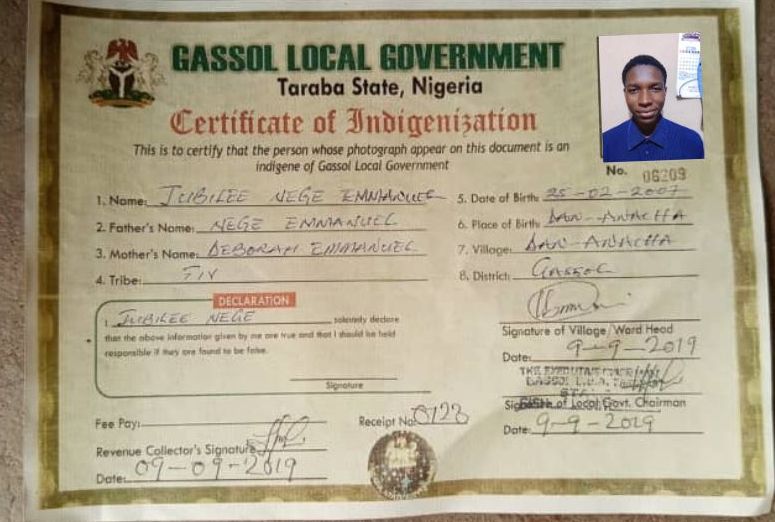 GASSOL LOCAL GOVERNMENT
Taraba State, Nigeria
Certificate of Indigenization
This is to certify that the person whose photograph appear on this document is an
indigene of Gassol Local Government
No. 06209
1. Name: JUBILEE NEGE EMMANUEL
2. Father's Name: NEGE EMMANUEL
3. Mother's Name: DEBORAH EMMANUEL
4. Tribe: TIV
5. Date of Birth: 25-02-2007
6. Place of Birth: DAN-ANACHA
7. Village: DAN-ANACHA
8. District: GASSOL
DECLARATION
I JUBILEE NEGE solemnly declare
that the above information given by me are true and that I should be held
responsible if they are found to be false.
Signature
Signature of Village/Ward Head
Date: 9-9-2019
THE EXECUTIVE
GASSOL L.G.A.
Signature of Local Govt. Chairman
Date: 9-9-2019
Fee Pay:
Receipt No: 0123
Revenue Collector's Signature
Date: 09-09-2019